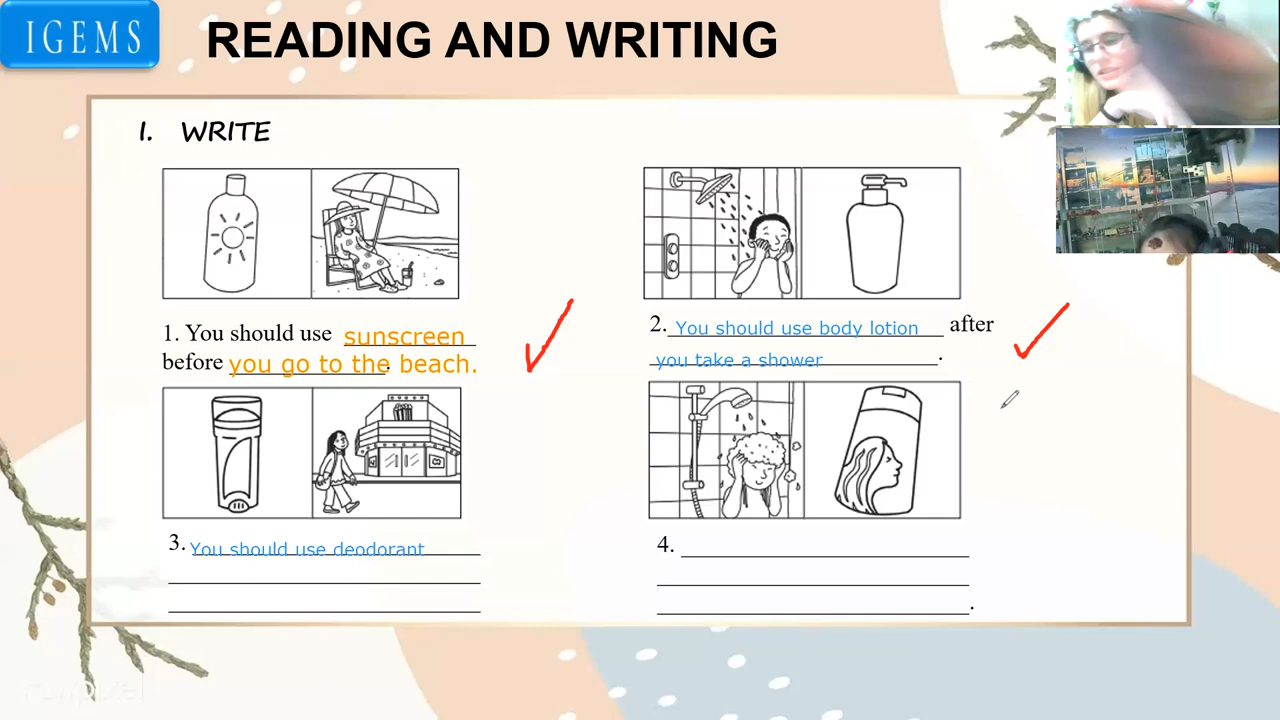 IGEMS
READING AND WRITING
I. WRITE
1. You should use sunscreen
before you go to the beach.
2. You should use body lotion after
you take a shower.
3. You should use deodorant
4.